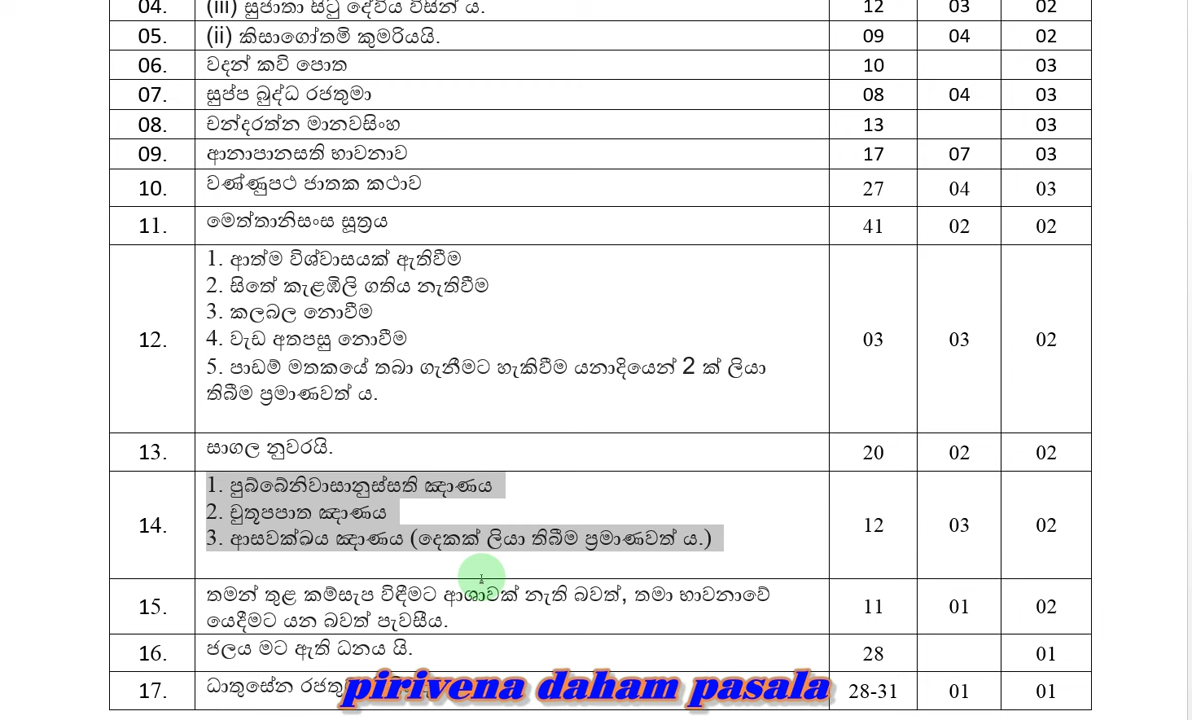 04. (iii) සුජාතා සිටු දේවිය විසින් ය. 12 03 02
05. (ii) කිසාගෝතමි කුමරියයි. 09 04 02
06. වදන් කවි පොත 10 03
07. සුප්ප බුද්ධ රජතුමා 08 04 03
08. චන්දරත්න මානවසිංහ 13 03
09. ආනාපානසති භාවනාව 17 07 03
10. වණ්ණුපථ ජාතක කථාව 27 04 03
11. මෙත්තානිසංස සූත්‍රය 41 02 02
12. 03 03 02
1. ආත්ම විශ්වාසයක් ඇතිවීම
2. සිතේ කැළඹිලි ගතිය නැතිවීම
3. කලබල නොවීම
4. වැඩ අතපසු නොවීම
5. පාඩම් මතකයේ තබා ගැනීමට හැකිවීම යනාදියෙන් 2 ක් ලියා
තිබීම ප්‍රමාණවත් ය.
13. සාගල නුවරයි. 20 02 02
14. 12 03 02
1. පුබ්බේනිවාසානුස්සති ඤාණය
2. චුතූපපාත ඤාණය
3. ආසවක්ඛය ඤාණය (දෙකක් ලියා තිබීම ප්‍රමාණවත් ය.)
15. තමන් තුළ කම්සැප විඳීමට ආශාවක් නැති බවත්, තමා භාවනාවේ 11 01 02
යෙදීමට යන බවත් පැවසීය.
16. ජලය මට ඇති ධනය යි. 28 01
17. ධාතුසේන 28-31 01 01
pirivena daham pasala